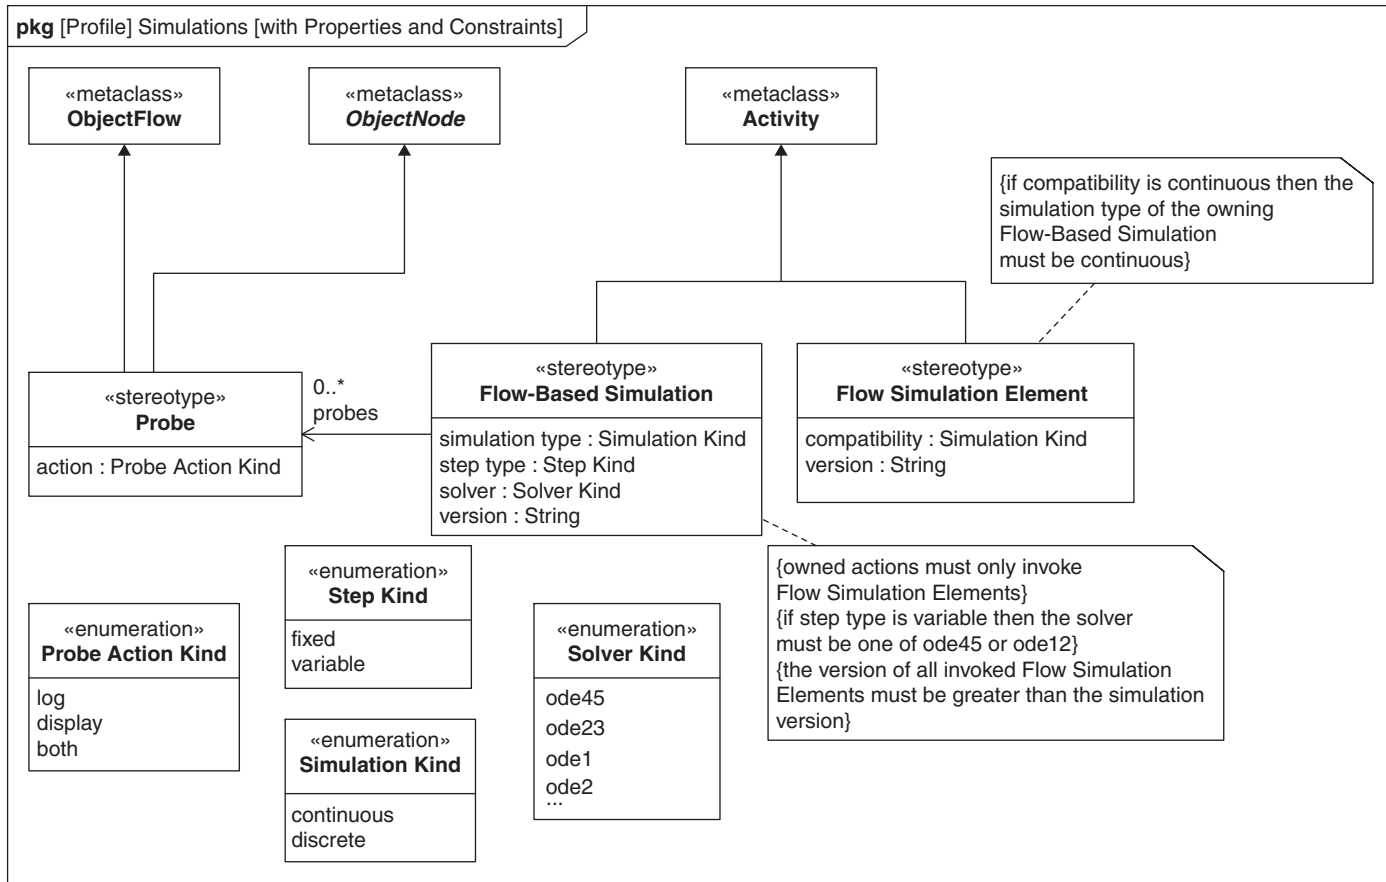 pkg [Profile] Simulations [with Properties and Constraints]
«metaclass»
ObjectFlow
«metaclass»
ObjectNode
«metaclass»
Activity
{if compatibility is continuous then the
simulation type of the owning
Flow-Based Simulation
must be continuous}
«stereotype»
Probe
action : Probe Action Kind
0..*
probes
«stereotype»
Flow-Based Simulation
simulation type : Simulation Kind
step type : Step Kind
solver : Solver Kind
version : String
«stereotype»
Flow Simulation Element
compatibility : Simulation Kind
version : String
{owned actions must only invoke
Flow Simulation Elements}
{if step type is variable then the solver
must be one of ode45 or ode12}
{the version of all invoked Flow Simulation
Elements must be greater than the simulation
version}
«enumeration»
Probe Action Kind
log
display
both
«enumeration»
Step Kind
fixed
variable
«enumeration»
Simulation Kind
continuous
discrete
«enumeration»
Solver Kind
ode45
ode23
ode1
ode2
...